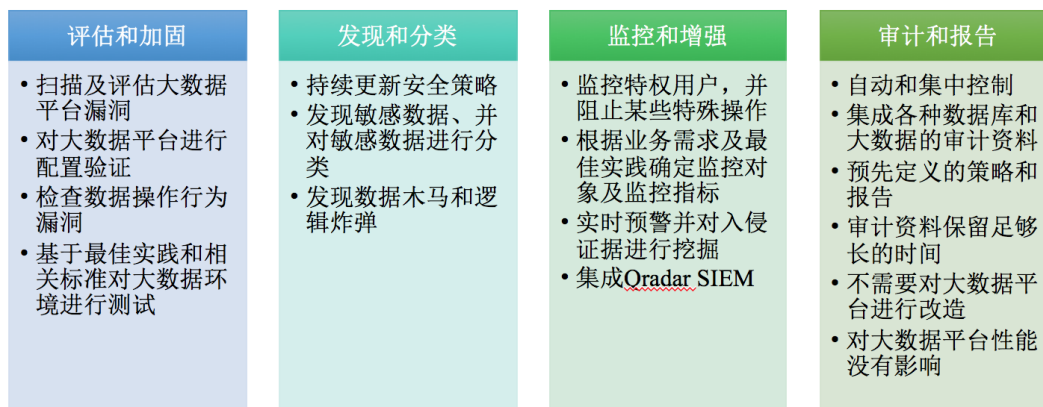 评估和加固
• 扫描及评估大数据
平台漏洞
• 对大数据平台进行
配置验证
• 检查数据操作行为
漏洞
• 基于最佳实践和相
关标准对大数据环
境进行测试
发现和分类
• 持续更新安全策略
• 发现敏感数据、并
对敏感数据进行分
类
• 发现数据木马和逻
辑炸弹
监控和增强
• 监控特权用户，并
阻止某些特殊操作
• 根据业务需求及最
佳实践确定监控对
象及监控指标
• 实时预警并对入侵
证据进行挖掘
• 集成Qradar SIEM
审计和报告
• 自动和集中控制
• 集成各种数据库和
大数据的审计资料
• 预先定义的策略和
报告
• 审计资料保留足够
长的时间
• 不需要对大数据平
台进行改造
• 对大数据平台性能
没有影响